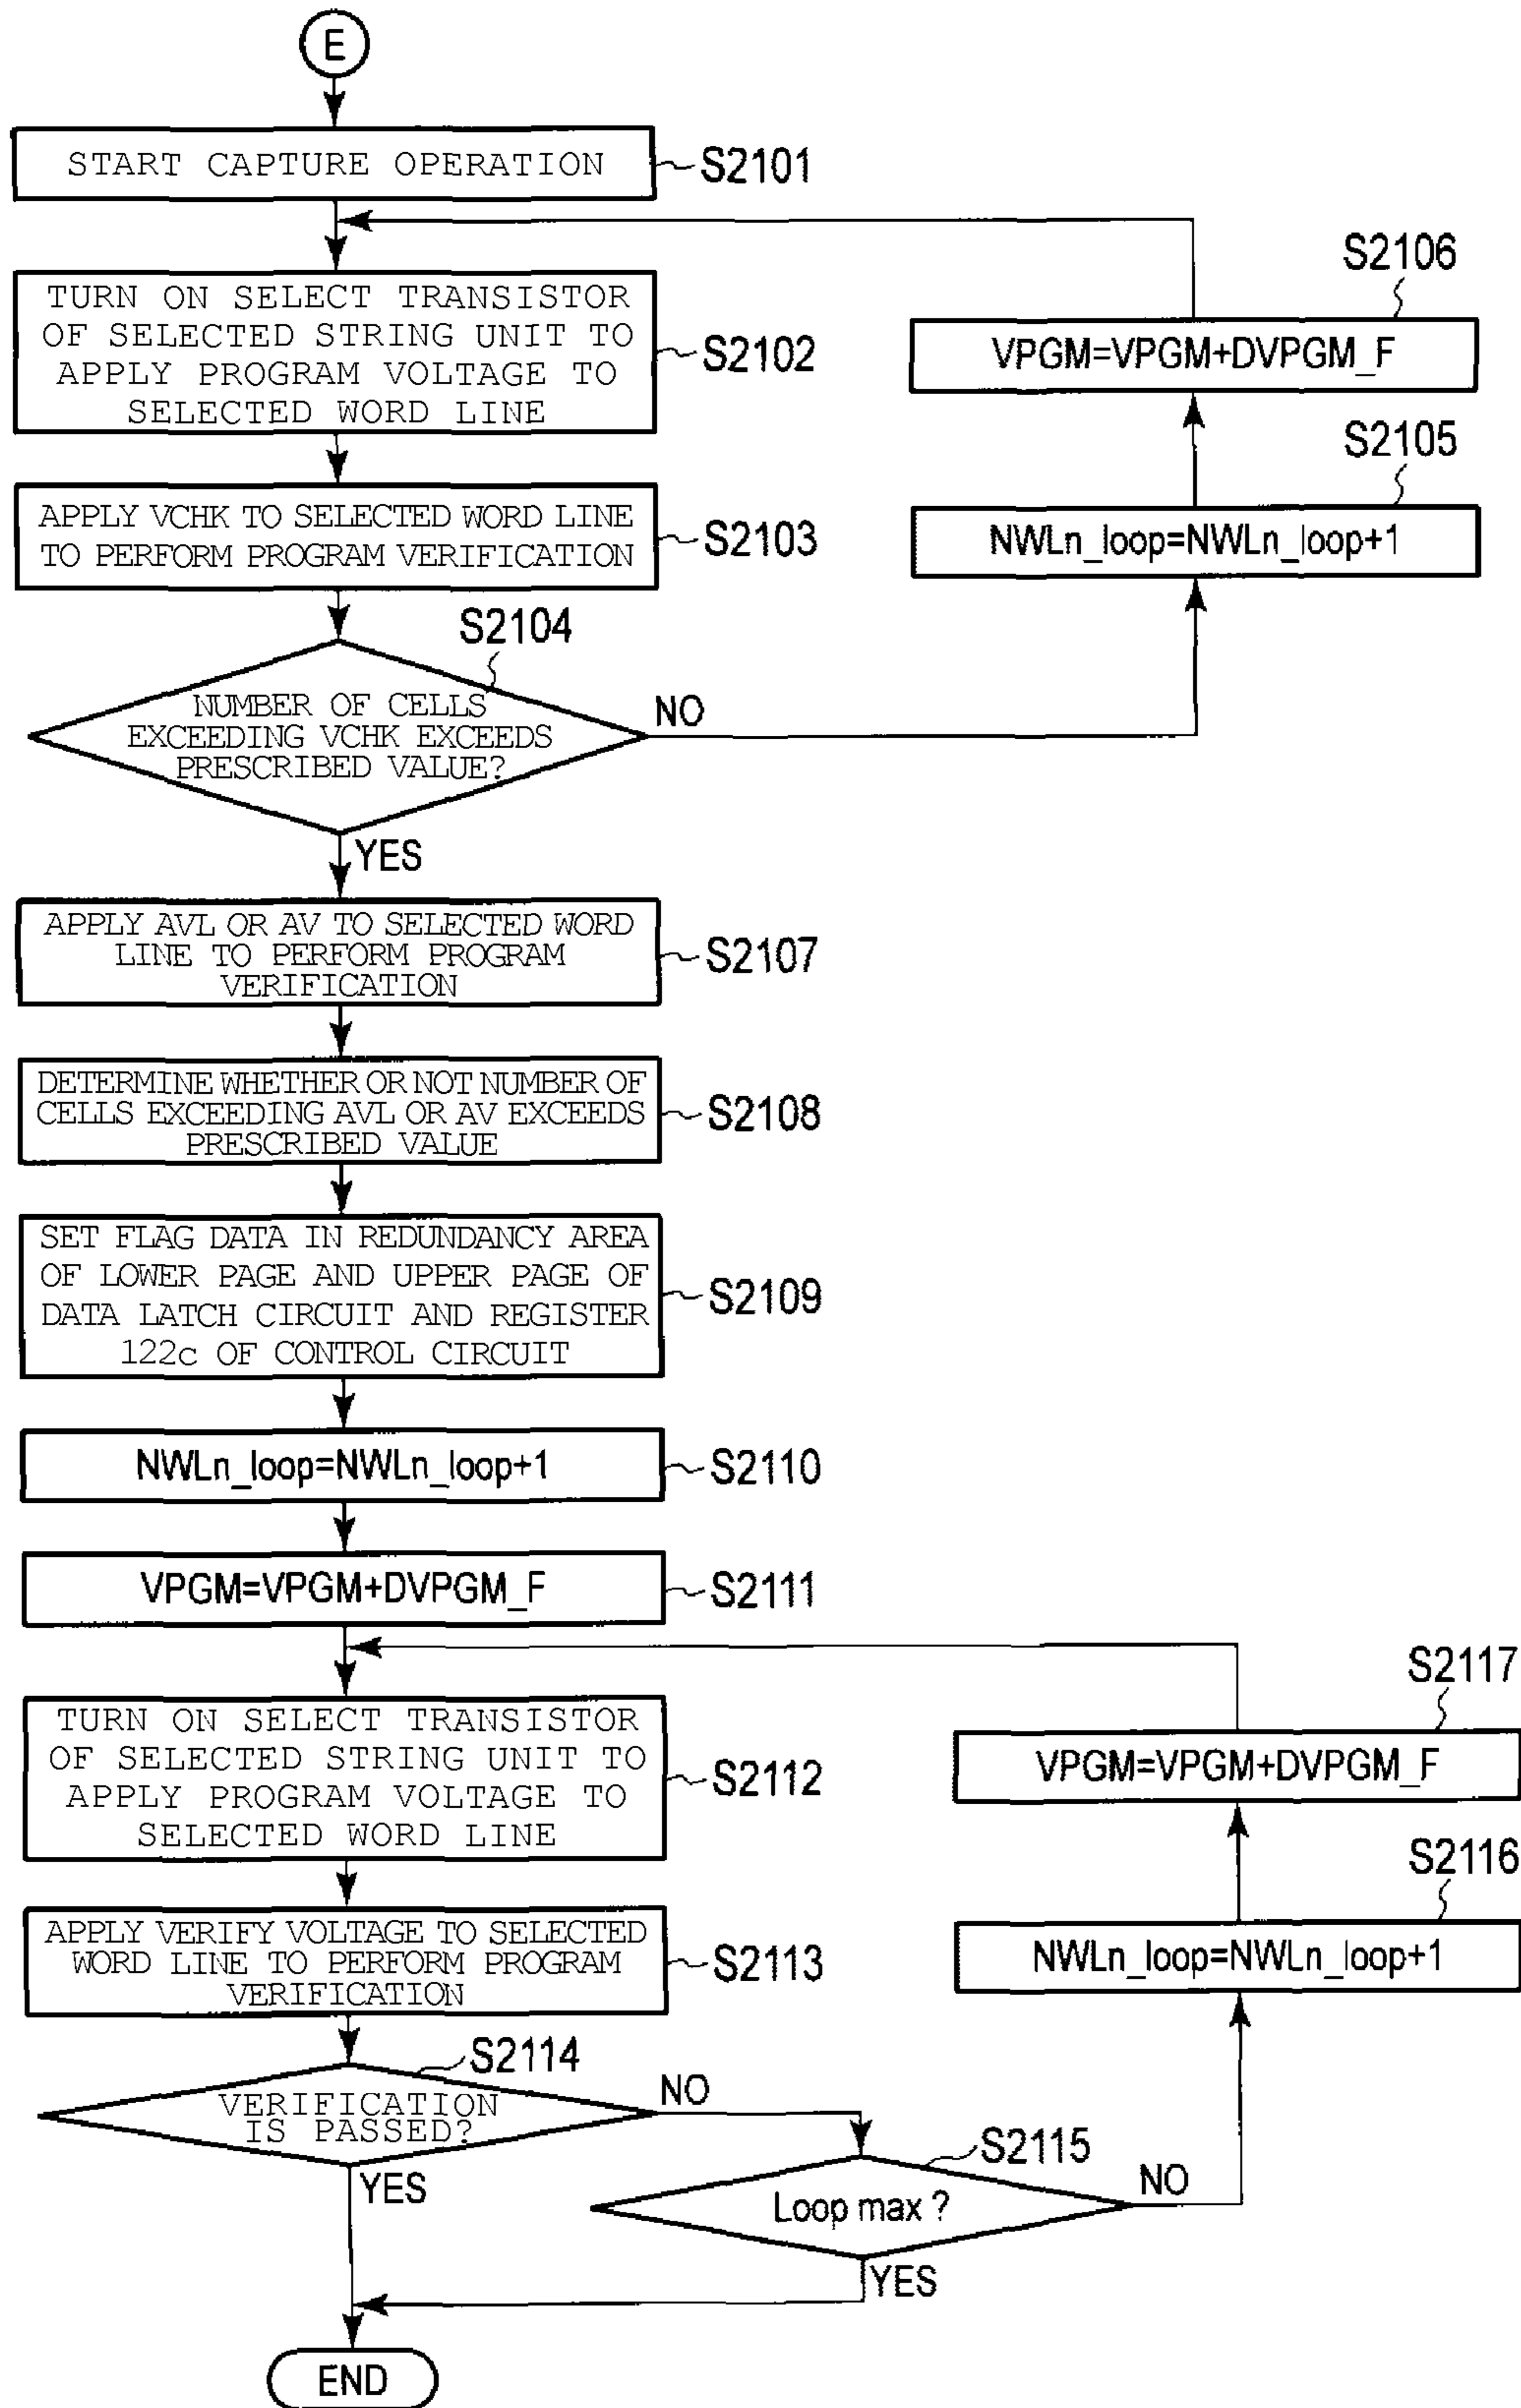 E
START CAPTURE OPERATION
S2101
TURN ON SELECT TRANSISTOR
OF SELECTED STRING UNIT TO
APPLY PROGRAM VOLTAGE TO
SELECTED WORD LINE
S2102
S2106
VPGM=VPGM+DVPGM_F
S2105
NWLn_loop=NWLn_loop+1
APPLY VCHK TO SELECTED WORD LINE
TO PERFORM PROGRAM VERIFICATION
S2103
S2104
NUMBER OF CELLS
EXCEEDING VCHK EXCEEDS
PRESCRIBED VALUE?
NO
YES
APPLY AVL OR AV TO SELECTED WORD
LINE TO PERFORM PROGRAM
VERIFICATION
S2107
DETERMINE WHETHER OR NOT NUMBER OF
CELLS EXCEEDING AVL OR AV EXCEEDS
PRESCRIBED VALUE
S2108
SET FLAG DATA IN REDUNDANCY AREA
OF LOWER PAGE AND UPPER PAGE OF
DATA LATCH CIRCUIT AND REGISTER
122c OF CONTROL CIRCUIT
S2109
NWLn_loop=NWLn_loop+1
S2110
VPGM=VPGM+DVPGM_F
S2111
TURN ON SELECT TRANSISTOR
OF SELECTED STRING UNIT TO
APPLY PROGRAM VOLTAGE TO
SELECTED WORD LINE
S2112
S2117
VPGM=VPGM+DVPGM_F
S2116
NWLn_loop=NWLn_loop+1
APPLY VERIFY VOLTAGE TO SELECTED
WORD LINE TO PERFORM PROGRAM
VERIFICATION
S2113
S2114
VERIFICATION
IS PASSED?
NO
YES
S2115
Loop max ?
NO
YES
END